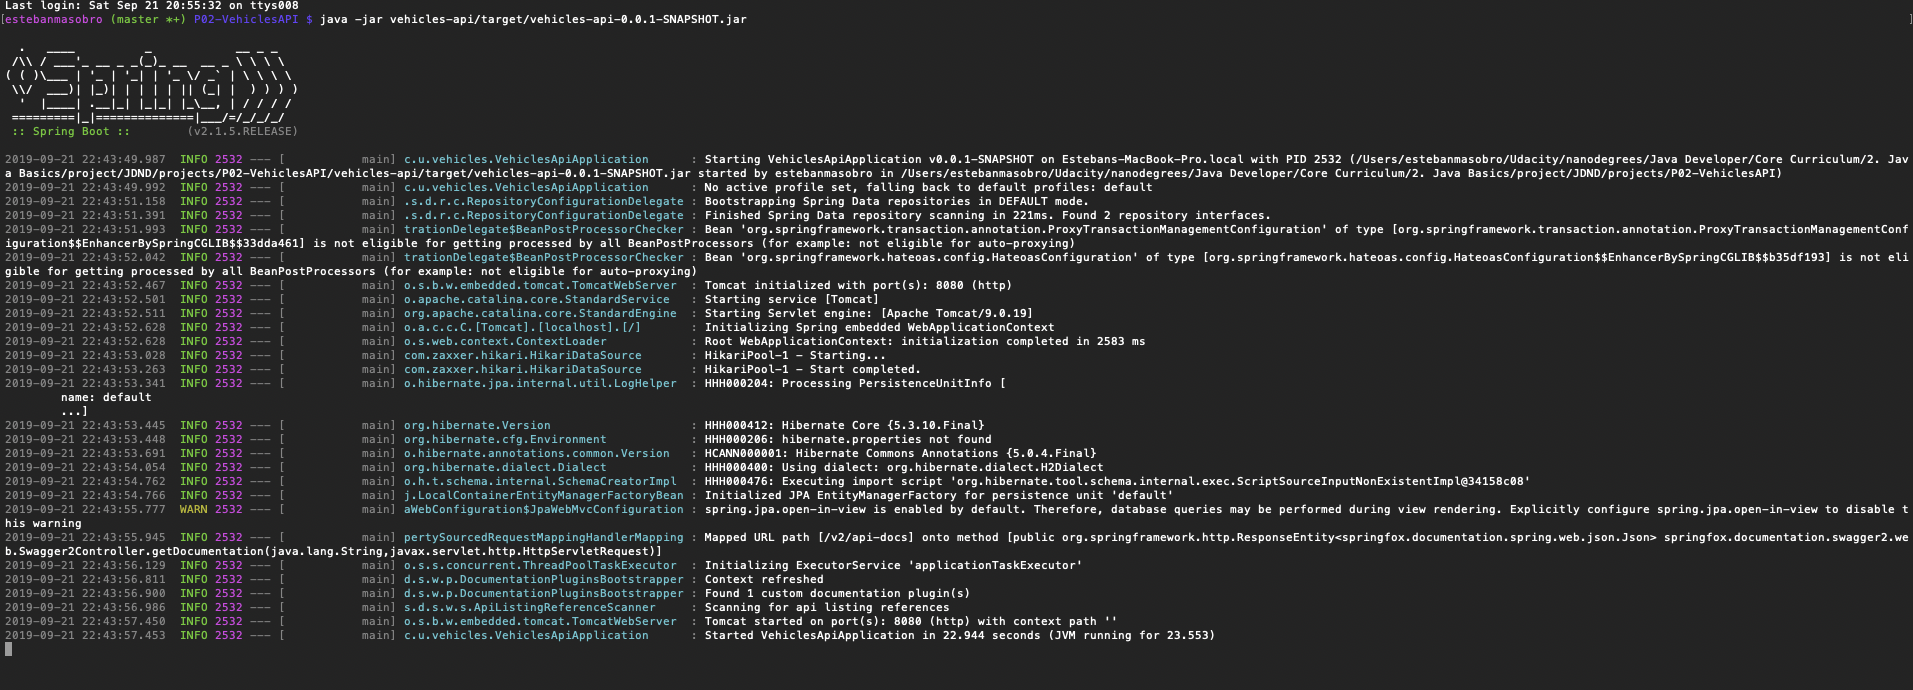 Last login: Sat Sep 21 20:55:32 on ttys008
[estebanmasobro (master *+) P02-VehiclesAPI $ java -jar vehicles-api/target/vehicles-api-0.0.1-SNAPSHOT.jar ]
  .   ____          _            __ _ _
 /\\ / ___'_ __ _ _(_)_ __  __ _ \ \ \ \
( ( )\___ | '_ | '_| | '_ \/ _` | \ \ \ \
 \\/  ___)| |_)| | | | | || (_| |  ) ) ) )
  '  |____| .__|_| |_|_| |_\__, | / / / /
 =========|_|==============|___/=/_/_/_/
 :: Spring Boot ::        (v2.1.5.RELEASE)
2019-09-21 22:43:49.987  INFO 2532 --- [           main] c.u.vehicles.VehiclesApiApplication      : Starting VehiclesApiApplication v0.0.1-SNAPSHOT on Estebans-MacBook-Pro.local with PID 2532 (/Users/estebanmasobro/Udacity/nanodegrees/Java Developer/Core Curriculum/2. Jav
a Basics/project/JDND/projects/P02-VehiclesAPI/vehicles-api/target/vehicles-api-0.0.1-SNAPSHOT.jar started by estebanmasobro in /Users/estebanmasobro/Udacity/nanodegrees/Java Developer/Core Curriculum/2. Java Basics/project/JDND/projects/P02-VehiclesAPI)
2019-09-21 22:43:49.992  INFO 2532 --- [           main] c.u.vehicles.VehiclesApiApplication      : No active profile set, falling back to default profiles: default
2019-09-21 22:43:51.158  INFO 2532 --- [           main] .s.d.r.c.RepositoryConfigurationDelegate : Bootstrapping Spring Data repositories in DEFAULT mode.
2019-09-21 22:43:51.391  INFO 2532 --- [           main] .s.d.r.c.RepositoryConfigurationDelegate : Finished Spring Data repository scanning in 221ms. Found 2 repository interfaces.
2019-09-21 22:43:51.993  INFO 2532 --- [           main] trationDelegate$BeanPostProcessorChecker : Bean 'org.springframework.transaction.annotation.ProxyTransactionManagementConfiguration' of type [org.springframework.transaction.annotation.ProxyTransactionManagementConf
iguration$$EnhancerBySpringCGLIB$$33dda461] is not eligible for getting processed by all BeanPostProcessors (for example: not eligible for auto-proxying)
2019-09-21 22:43:52.042  INFO 2532 --- [           main] trationDelegate$BeanPostProcessorChecker : Bean 'org.springframework.hateoas.config.HateoasConfiguration' of type [org.springframework.hateoas.config.HateoasConfiguration$$EnhancerBySpringCGLIB$$b35df193] is not eli
gible for getting processed by all BeanPostProcessors (for example: not eligible for auto-proxying)
2019-09-21 22:43:52.467  INFO 2532 --- [           main] o.s.b.w.embedded.tomcat.TomcatWebServer  : Tomcat initialized with port(s): 8080 (http)
2019-09-21 22:43:52.501  INFO 2532 --- [           main] o.apache.catalina.core.StandardService   : Starting service [Tomcat]
2019-09-21 22:43:52.511  INFO 2532 --- [           main] org.apache.catalina.core.StandardEngine  : Starting Servlet engine: [Apache Tomcat/9.0.19]
2019-09-21 22:43:52.628  INFO 2532 --- [           main] o.a.c.c.C.[Tomcat].[localhost].[/]       : Initializing Spring embedded WebApplicationContext
2019-09-21 22:43:52.628  INFO 2532 --- [           main] o.s.web.context.ContextLoader            : Root WebApplicationContext: initialization completed in 2583 ms
2019-09-21 22:43:53.028  INFO 2532 --- [           main] com.zaxxer.hikari.HikariDataSource       : HikariPool-1 - Starting...
2019-09-21 22:43:53.263  INFO 2532 --- [           main] com.zaxxer.hikari.HikariDataSource       : HikariPool-1 - Start completed.
2019-09-21 22:43:53.341  INFO 2532 --- [           main] o.hibernate.jpa.internal.util.LogHelper  : HHH000204: Processing PersistenceUnitInfo [
        name: default
        ...]
2019-09-21 22:43:53.445  INFO 2532 --- [           main] org.hibernate.Version                    : HHH000412: Hibernate Core {5.3.10.Final}
2019-09-21 22:43:53.448  INFO 2532 --- [           main] org.hibernate.cfg.Environment            : HHH000206: hibernate.properties not found
2019-09-21 22:43:53.691  INFO 2532 --- [           main] o.hibernate.annotations.common.Version   : HCANN000001: Hibernate Commons Annotations {5.0.4.Final}
2019-09-21 22:43:54.054  INFO 2532 --- [           main] org.hibernate.dialect.Dialect            : HHH000400: Using dialect: org.hibernate.dialect.H2Dialect
2019-09-21 22:43:54.762  INFO 2532 --- [           main] o.h.t.schema.internal.SchemaCreatorImpl  : HHH000476: Executing import script 'org.hibernate.tool.schema.internal.exec.ScriptSourceInputNonExistentImpl@34158c08'
2019-09-21 22:43:54.766  INFO 2532 --- [           main] j.LocalContainerEntityManagerFactoryBean : Initialized JPA EntityManagerFactory for persistence unit 'default'
2019-09-21 22:43:55.777  WARN 2532 --- [           main] aWebConfiguration$JpaWebMvcConfiguration : spring.jpa.open-in-view is enabled by default. Therefore, database queries may be performed during view rendering. Explicitly configure spring.jpa.open-in-view to disable t
his warning
2019-09-21 22:43:55.945  INFO 2532 --- [           main] pertySourcedRequestMappingHandlerMapping : Mapped URL path [/v2/api-docs] onto method [public org.springframework.http.ResponseEntity<springfox.documentation.spring.web.json.Json> springfox.documentation.swagger2.we
b.Swagger2Controller.getDocumentation(java.lang.String,javax.servlet.http.HttpServletRequest)]
2019-09-21 22:43:56.129  INFO 2532 --- [           main] o.s.s.concurrent.ThreadPoolTaskExecutor  : Initializing ExecutorService 'applicationTaskExecutor'
2019-09-21 22:43:56.811  INFO 2532 --- [           main] d.s.w.p.DocumentationPluginsBootstrapper : Context refreshed
2019-09-21 22:43:56.900  INFO 2532 --- [           main] d.s.w.p.DocumentationPluginsBootstrapper : Found 1 custom documentation plugin(s)
2019-09-21 22:43:56.986  INFO 2532 --- [           main] s.d.s.w.s.ApiListingReferenceScanner     : Scanning for api listing references
2019-09-21 22:43:57.450  INFO 2532 --- [           main] o.s.b.w.embedded.tomcat.TomcatWebServer  : Tomcat started on port(s): 8080 (http) with context path ''
2019-09-21 22:43:57.453  INFO 2532 --- [           main] c.u.vehicles.VehiclesApiApplication      : Started VehiclesApiApplication in 22.944 seconds (JVM running for 23.553)